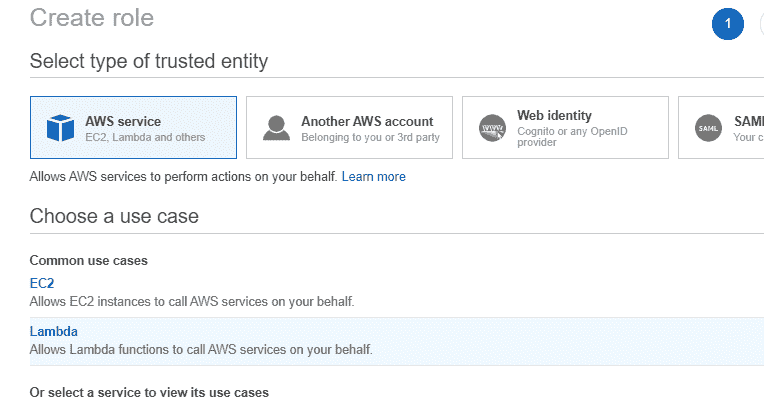 Create role
1
Select type of trusted entity
AWS service
EC2, Lambda and others
Another AWS account
Belonging to you or 3rd party
Web identity
Cognito or any OpenID
provider
SAML
Your c
Allows AWS services to perform actions on your behalf. Learn more
Choose a use case
Common use cases
EC2
Allows EC2 instances to call AWS services on your behalf.
Lambda
Allows Lambda functions to call AWS services on your behalf.
Or select a service to view its use cases